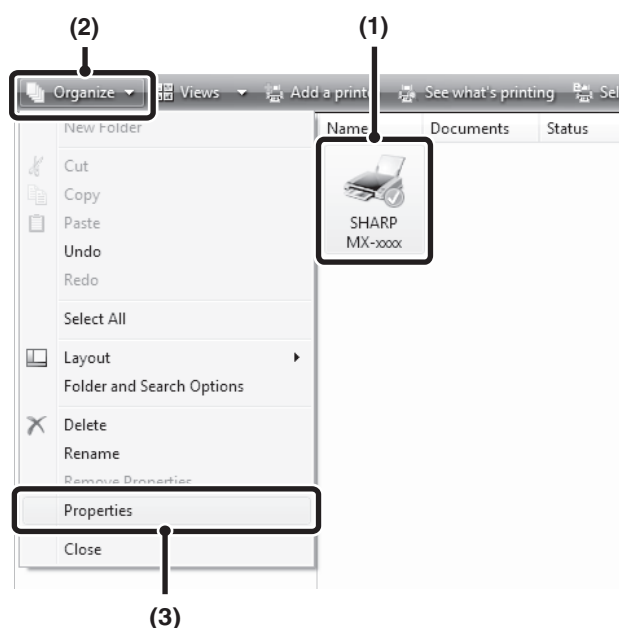 (2) (1)
Organize Views Add a printer See what's printing Sel
New Folder Name Documents Status
Cut
Copy
Paste
Undo
Redo
SHARP
MX-xxxx
Select All
Layout
Folder and Search Options
Delete
Rename
Remove Properties
Properties
Close
(3)